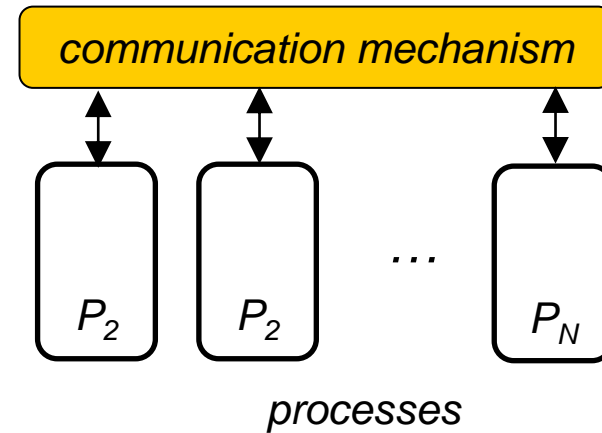 communication mechanism
P2 P2 … PN
processes